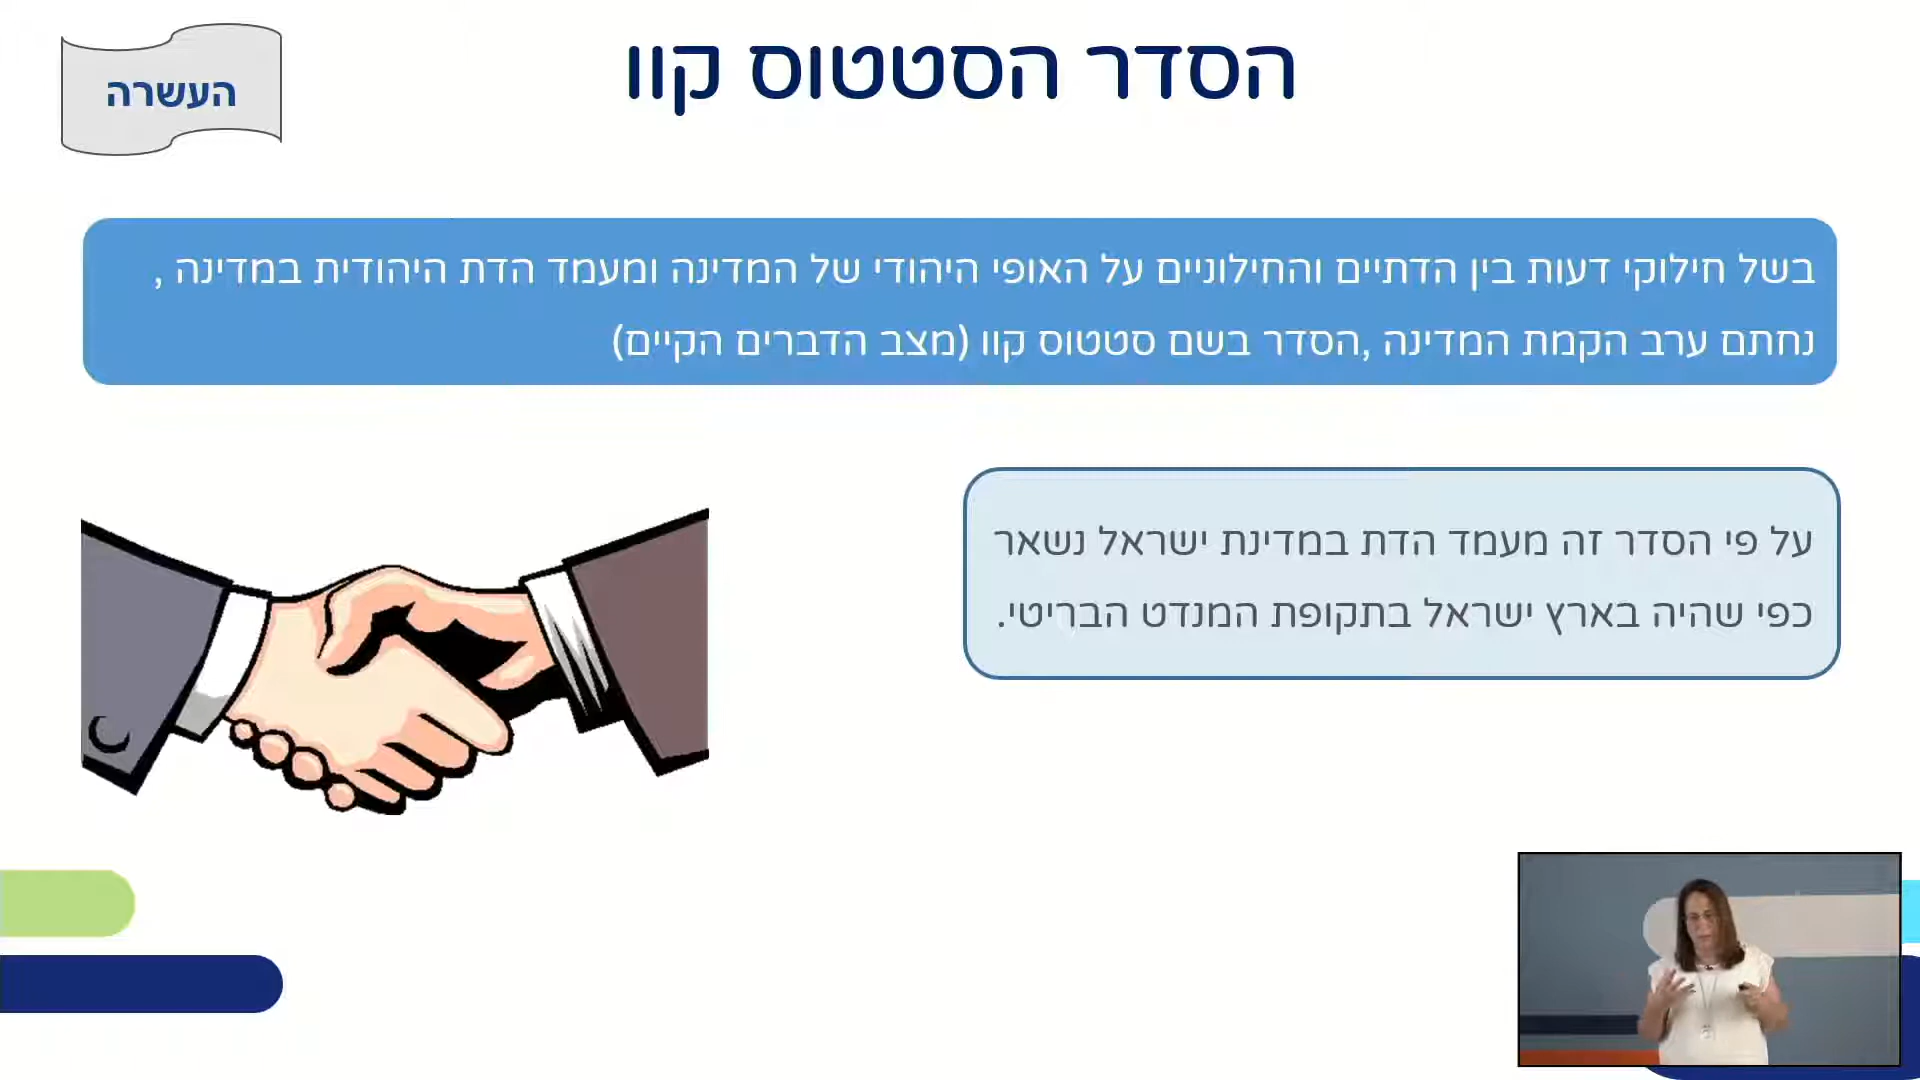 הסדר הסטטוס קוו
העשרה
בשל חילוקי דעות בין הדתיים והחילוניים על האופי היהודי של המדינה ומעמד הדת היהודית במדינה ,
נחתם ערב הקמת המדינה ,הסדר בשם סטטוס קוו (מצב הדברים הקיים)
על פי הסדר זה מעמד הדת במדינת ישראל נשאר
כפי שהיה בארץ ישראל בתקופת המנדט הבריטי.